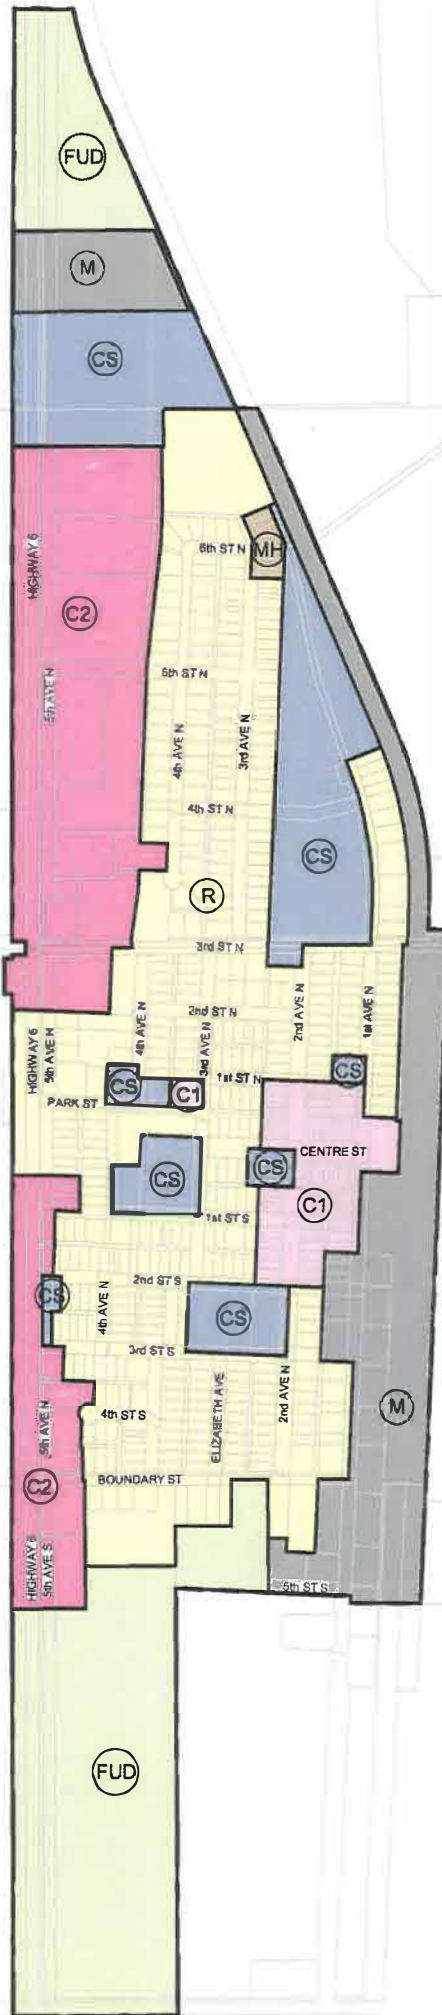 FUD
M
CS
HIGHWAY 6
5th AVE N
C2
6th ST N
MH
5th ST N
4th AVE N
3rd AVE N
4th ST N
CS
R
3rd ST N
2nd ST N
2nd AVE N
1st AVE N
HIGHWAY 6
5th AVE N
4th AVE N
3rd AVE N
1st ST N
CS
PARK ST
CS
C1
CENTRE ST
CS
CS
C1
1st ST S
2nd ST S
CS
4th AVE N
CS
3rd ST S
5th AVE N
4th ST S
ELIZABETH AVE
2nd AVE N
M
BOUNDARY ST
C2
HIGHWAY 6
5th AVE S
5th ST S
FUD